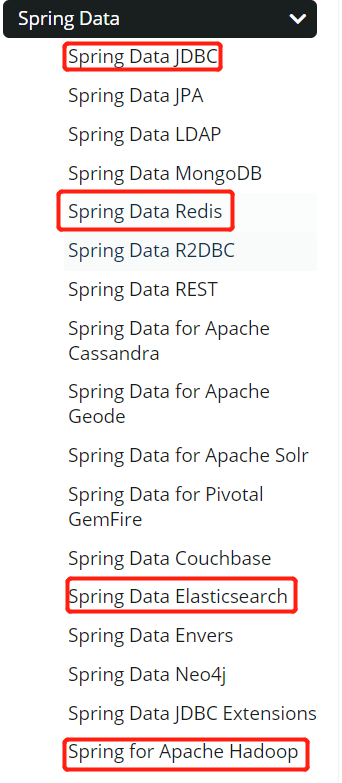 Spring Data
Spring Data JDBC
Spring Data JPA
Spring Data LDAP
Spring Data MongoDB
Spring Data Redis
Spring Data R2DBC
Spring Data REST
Spring Data for Apache
Cassandra
Spring Data for Apache
Geode
Spring Data for Apache Solr
Spring Data for Pivotal
GemFire
Spring Data Couchbase
Spring Data Elasticsearch
Spring Data Envers
Spring Data Neo4j
Spring Data JDBC Extensions
Spring for Apache Hadoop